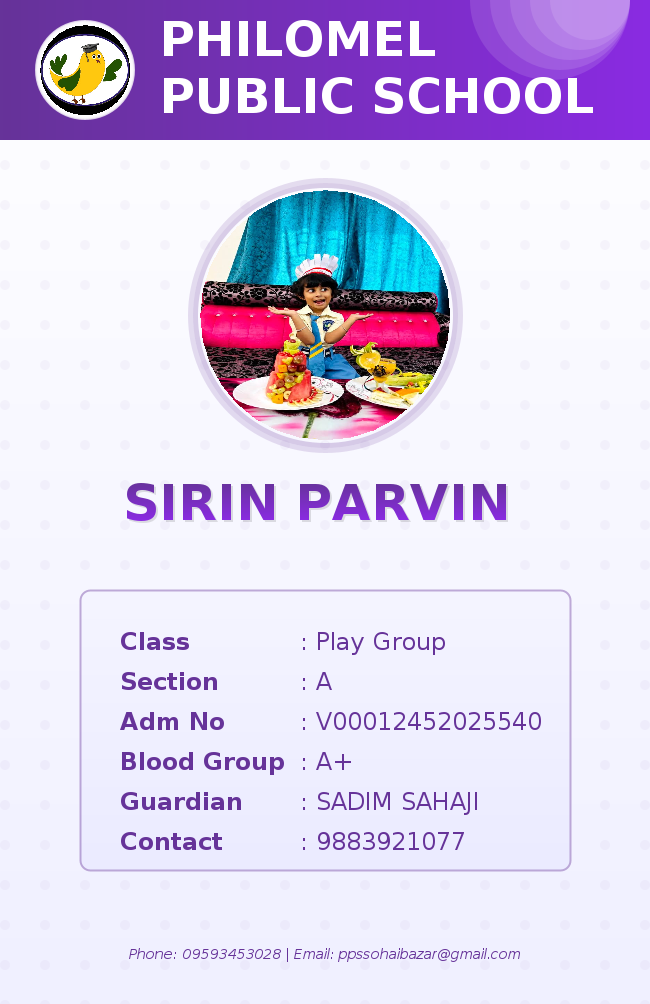 PHILOMEL
PUBLIC SCHOOL
SIRIN PARVIN
Class : Play Group
Section : A
Adm No : V00012452025540
Blood Group : A+
Guardian : SADIM SAHAJI
Contact : 9883921077
Phone: 09593453028 | Email: ppssohaibazar@gmail.com